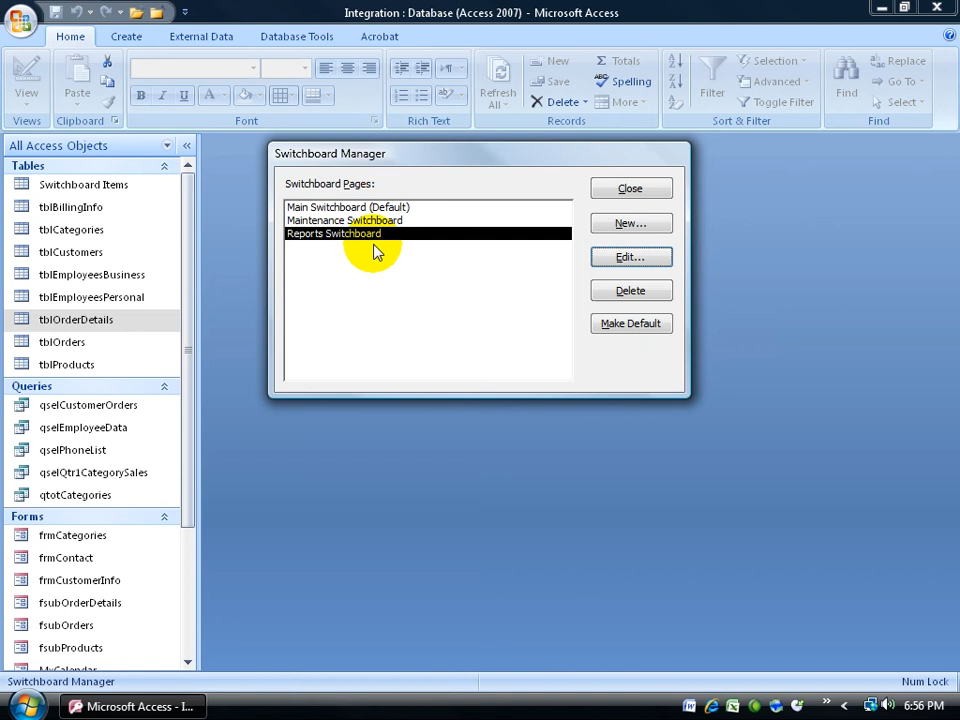 Integration : Database (Access 2007) - Microsoft Access
Home Create External Data Database Tools Acrobat
View
Views
Paste
Clipboard
B I U A
Font
Rich Text
Refresh All
New
Save
Delete
Totals
Spelling
More
Records
Filter
Selection
Advanced
Toggle Filter
Sort & Filter
Find
Replace
Go To
Select
Find
All Access Objects
Tables
Switchboard Items
tblBillingInfo
tblCategories
tblCustomers
tblEmployeesBusiness
tblEmployeesPersonal
tblOrderDetails
tblOrders
tblProducts
Queries
qselCustomerOrders
qselEmployeeData
qselPhoneList
qselQtr1CategorySales
qtotCategories
Forms
frmCategories
frmContact
frmCustomerInfo
fsubOrderDetails
fsubOrders
fsubProducts
MyCalendar
Switchboard Manager
Switchboard Pages:
Main Switchboard (Default)
Maintenance Switchboard
Reports Switchboard
Close
New...
Edit...
Delete
Make Default
Switchboard Manager
Num Lock
Microsoft Access - I...
6:56 PM